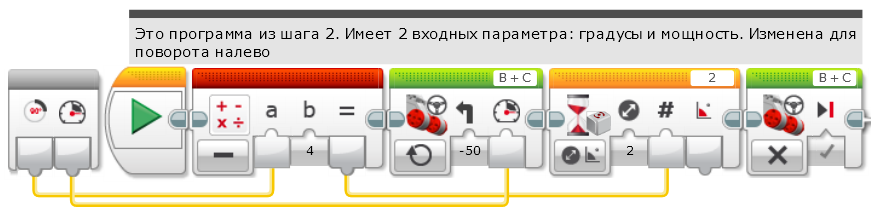 Это программа из шага 2. Имеет 2 входных параметра: градусы и мощность. Изменена для
поворота налево
B + C 2 B + C
90° a b = #
4 -50 2